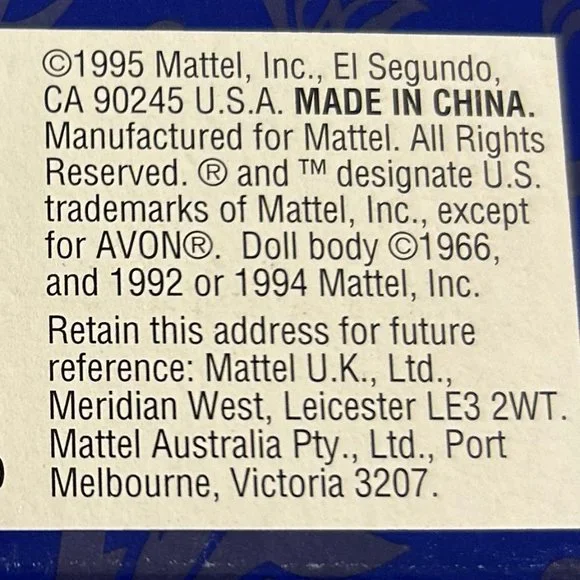 ©1995 Mattel, Inc., El Segundo,
CA 90245 U.S.A. MADE IN CHINA.
Manufactured for Mattel. All Rights
Reserved. ® and ™ designate U.S.
trademarks of Mattel, Inc., except
for AVON®. Doll body ©1966,
and 1992 or 1994 Mattel, Inc.
Retain this address for future
reference: Mattel U.K., Ltd.,
Meridian West, Leicester LE3 2WT.
Mattel Australia Pty., Ltd., Port
Melbourne, Victoria 3207.